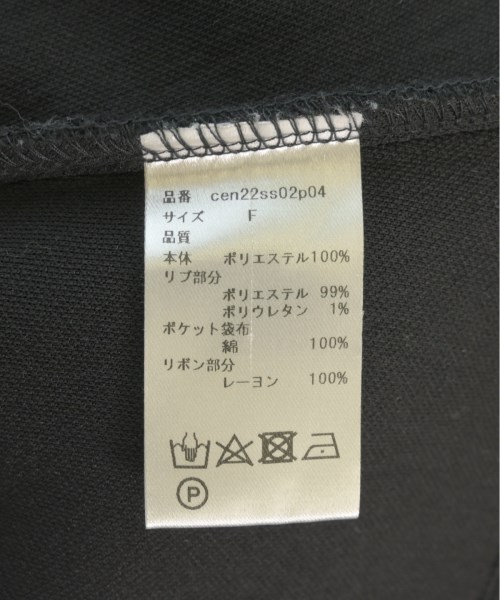 品番 cen22ss02p04
サイズ F
品質
本体 ポリエステル100%
リブ部分
ポリエステル 99%
ポリウレタン 1%
ポケット袋布
綿 100%
リボン部分
レーヨン 100%
P